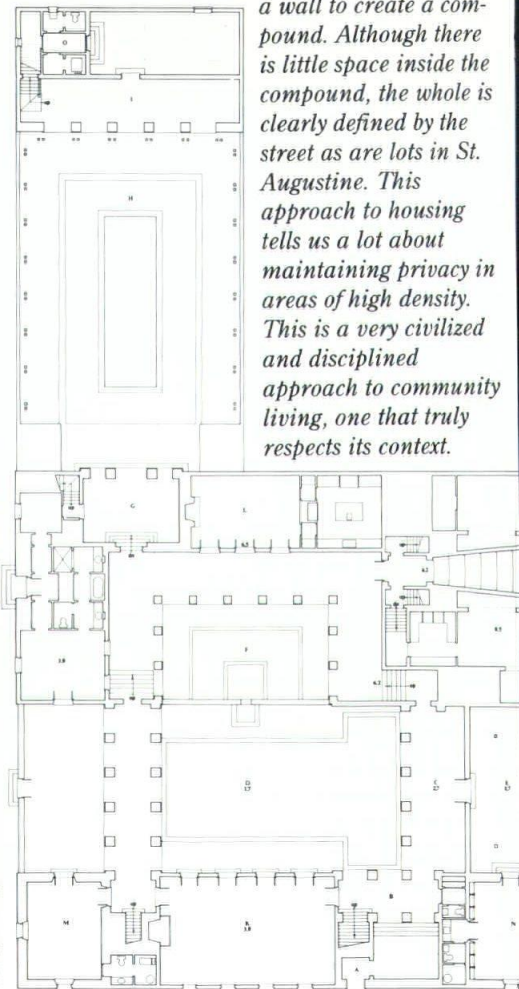 a wall to create a com-
pound. Although there
is little space inside the
compound, the whole is
clearly defined by the
street as are lots in St.
Augustine. This
approach to housing
tells us a lot about
maintaining privacy in
areas of high density.
This is a very civilized
and disciplined
approach to community
living, one that truly
respects its context.
O
I
H
G
L
F
D
C
E
B
M
K
N
A